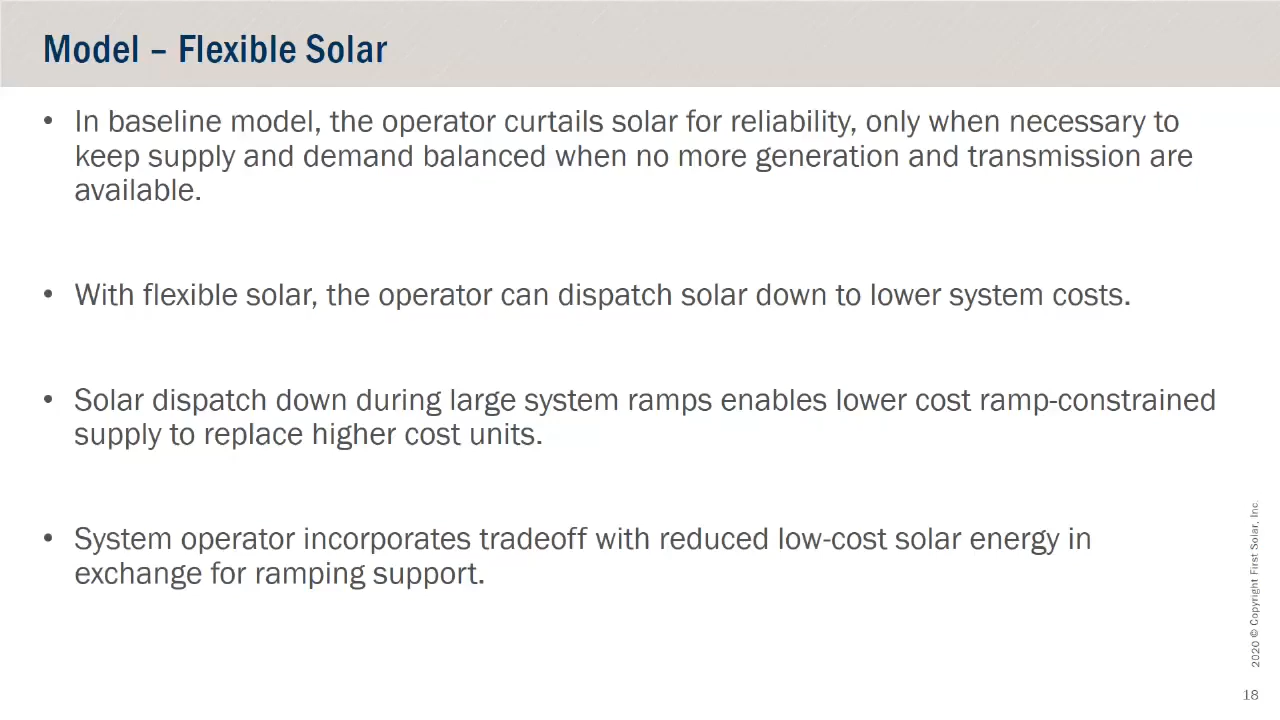 Model – Flexible Solar
• In baseline model, the operator curtails solar for reliability, only when necessary to
keep supply and demand balanced when no more generation and transmission are
available.
• With flexible solar, the operator can dispatch solar down to lower system costs.
• Solar dispatch down during large system ramps enables lower cost ramp-constrained
supply to replace higher cost units.
• System operator incorporates tradeoff with reduced low-cost solar energy in
exchange for ramping support.
2020 © Copyright First Solar, Inc.
18